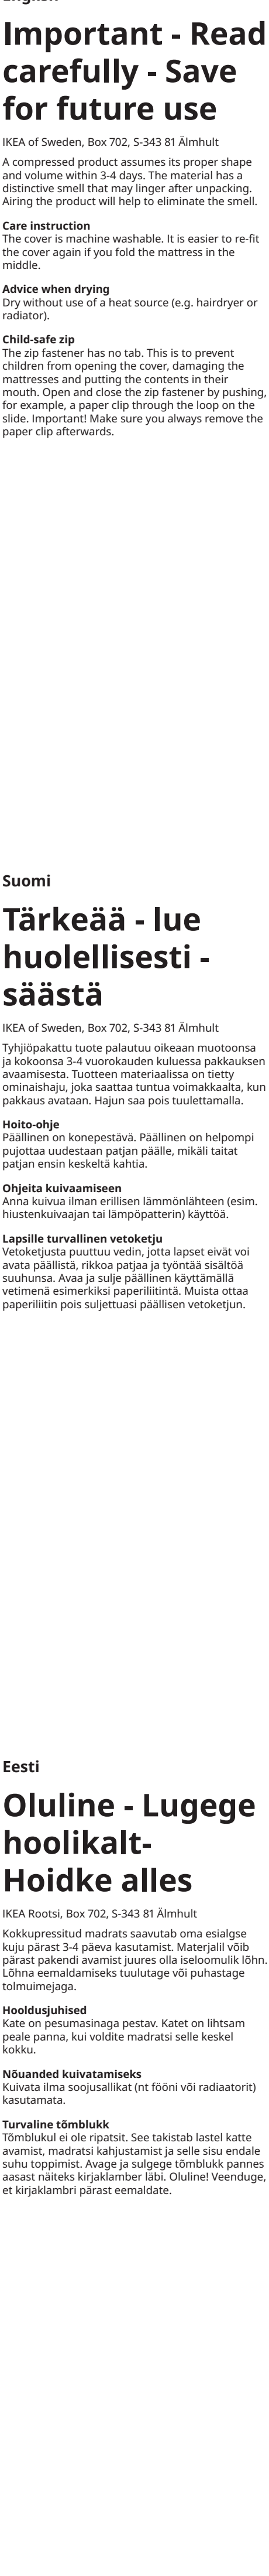 English
Important - Read
carefully - Save
for future use
IKEA of Sweden, Box 702, S-343 81 Älmhult
A compressed product assumes its proper shape
and volume within 3-4 days. The material has a
distinctive smell that may linger after unpacking.
Airing the product will help to eliminate the smell.
Care instruction
The cover is machine washable. It is easier to re-fit
the cover again if you fold the mattress in the
middle.
Advice when drying
Dry without use of a heat source (e.g. hairdryer or
radiator).
Child-safe zip
The zip fastener has no tab. This is to prevent
children from opening the cover, damaging the
mattresses and putting the contents in their
mouth. Open and close the zip fastener by pushing,
for example, a paper clip through the loop on the
slide. Important! Make sure you always remove the
paper clip afterwards.
Suomi
Tärkeää - lue
huolellisesti -
säästä
IKEA of Sweden, Box 702, S-343 81 Älmhult
Tyhjiöpakattu tuote palautuu oikeaan muotoonsa
ja kokoonsa 3-4 vuorokauden kuluessa pakkauksen
avaamisesta. Tuotteen materiaalissa on tietty
ominaishaju, joka saattaa tuntua voimakkaalta, kun
pakkaus avataan. Hajun saa pois tuulettamalla.
Hoito-ohje
Päällinen on konepestävä. Päällinen on helpompi
pujottaa uudestaan patjan päälle, mikäli taitat
patjan ensin keskeltä kahtia.
Ohjeita kuivaamiseen
Anna kuivua ilman erillisen lämmönlähteen (esim.
hiustenkuivaajan tai lämpöpatterin) käyttöä.
Lapsille turvallinen vetoketju
Vetoketjusta puuttuu vedin, jotta lapset eivät voi
avata päällistä, rikkoa patjaa ja työntää sisältöä
suuhunsa. Avaa ja sulje päällinen käyttämällä
vetimenä esimerkiksi paperiliitintä. Muista ottaa
paperiliitin pois suljettuasi päällisen vetoketjun.
Eesti
Oluline - Lugege
hoolikalt-
Hoidke alles
IKEA Rootsi, Box 702, S-343 81 Älmhult
Kokkupressitud madrats saavutab oma esialgse
kuju pärast 3-4 päeva kasutamist. Materjalil võib
pärast pakendi avamist juures olla iseloomulik lõhn.
Lõhna eemaldamiseks tuulutage või puhastage
tolmuimejaga.
Hooldusjuhised
Kate on pesumasinaga pestav. Katet on lihtsam
peale panna, kui voldite madratsi selle keskel
kokku.
Nõuanded kuivatamiseks
Kuivata ilma soojusallikat (nt fööni või radiaatorit)
kasutamata.
Turvaline tõmblukk
Tõmblukul ei ole ripatsit. See takistab lastel katte
avamist, madratsi kahjustamist ja selle sisu endale
suhu toppimist. Avage ja sulgege tõmblukk pannes
aasast näiteks kirjaklamber läbi. Oluline! Veenduge,
et kirjaklambri pärast eemaldate.